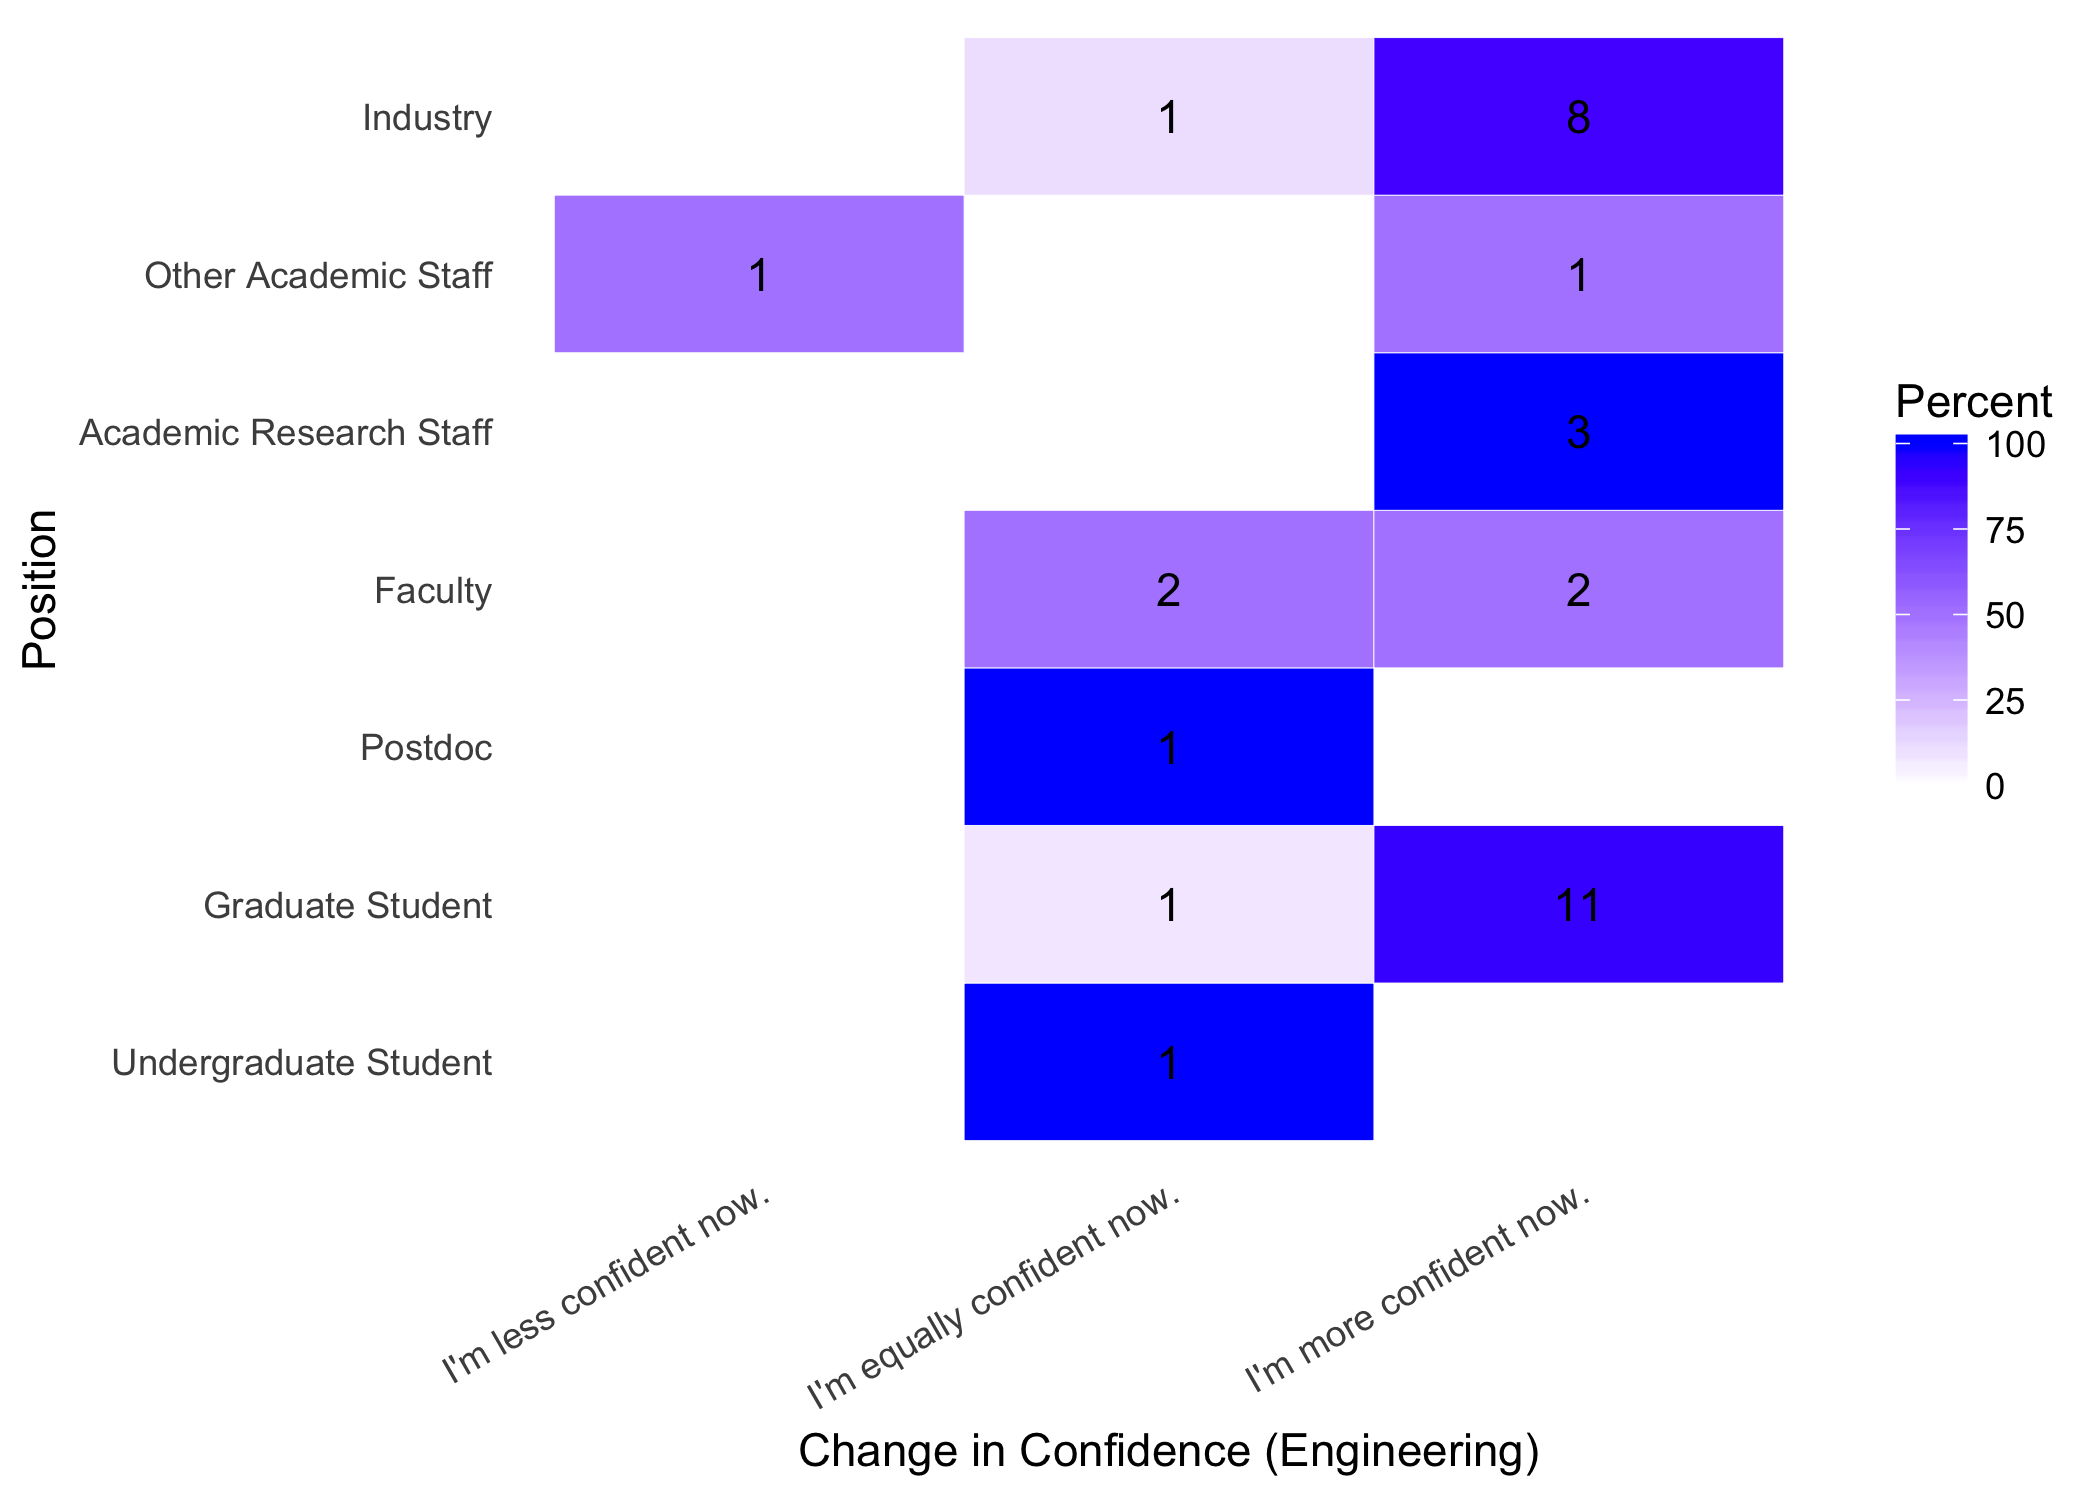 Industry
1
8
Other Academic Staff
1
1
Academic Research Staff
3
Faculty
2
2
Postdoc
1
Graduate Student
1
11
Undergraduate Student
1
Position
I'm less confident now.
I'm equally confident now.
I'm more confident now.
Change in Confidence (Engineering)
Percent
100
75
50
25
0